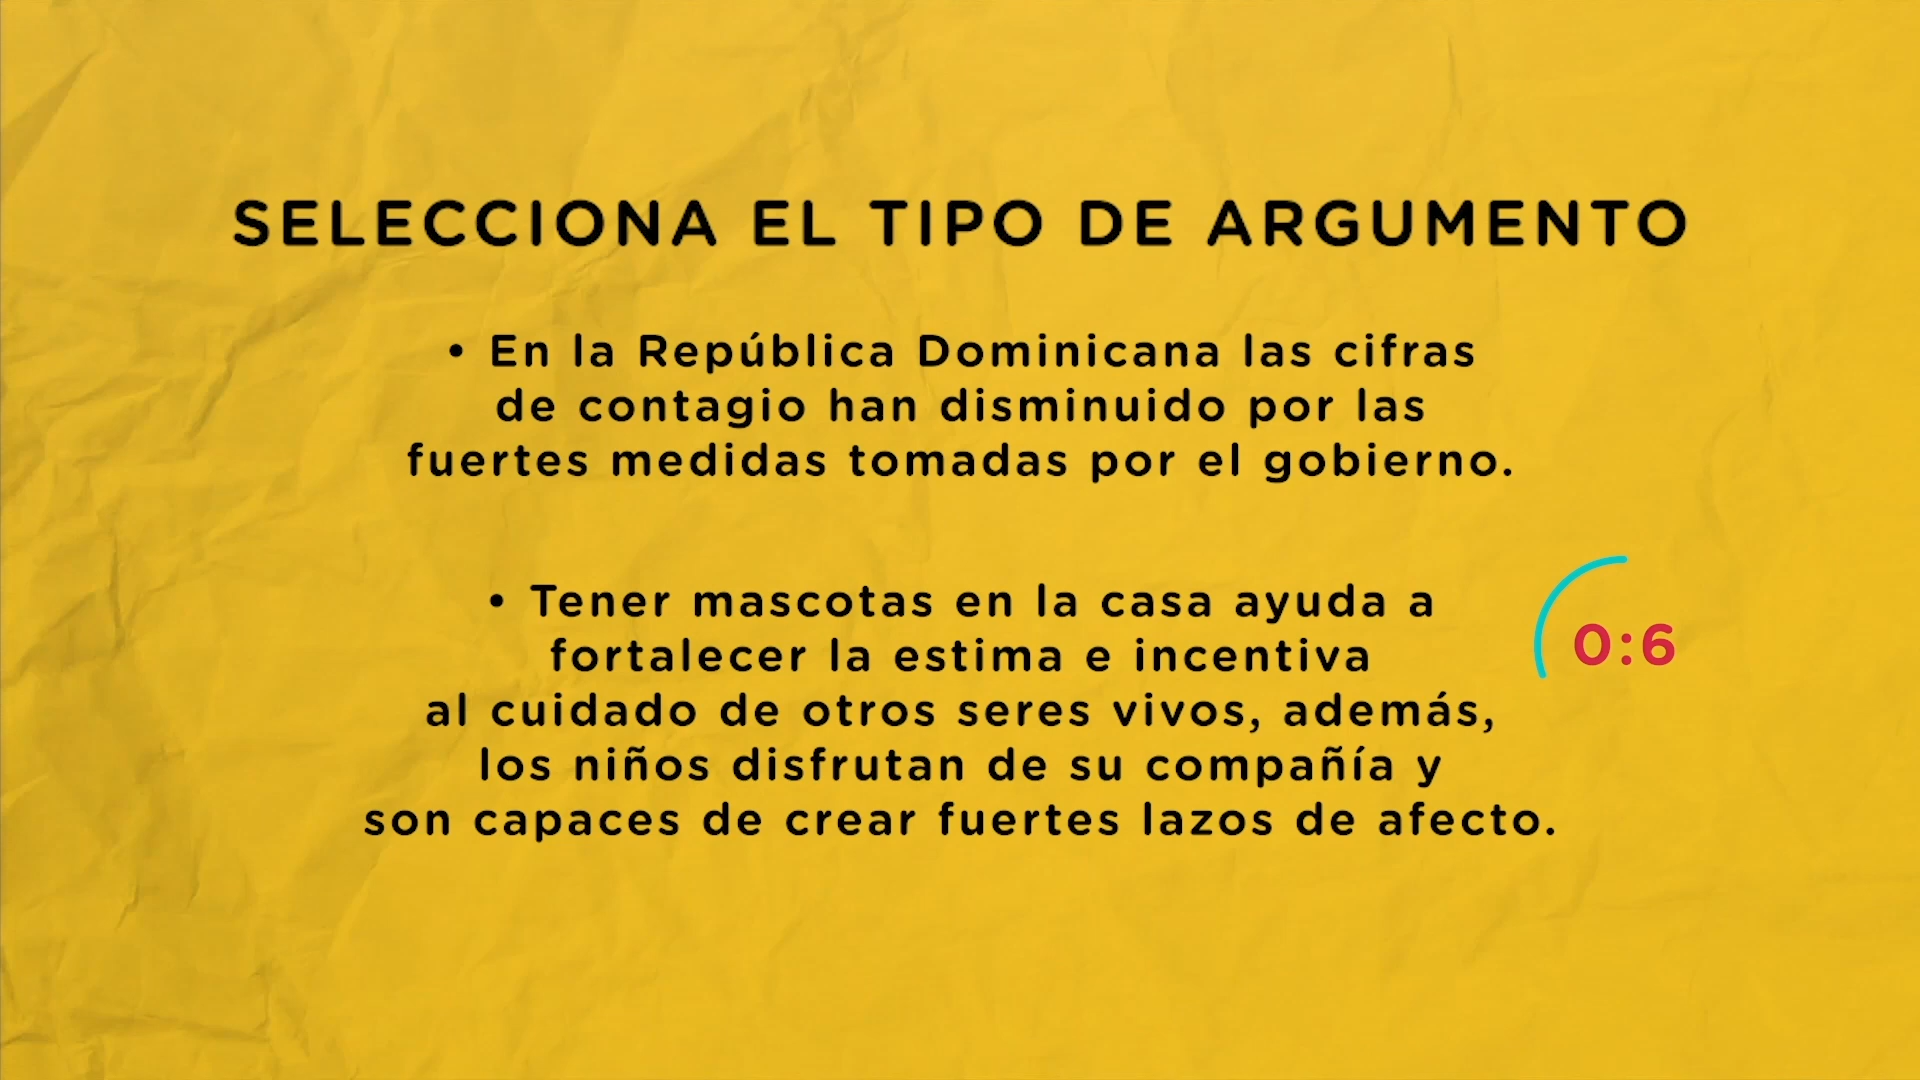 SELECCIONA EL TIPO DE ARGUMENTO
• En la República Dominicana las cifras
de contagio han disminuido por las
fuertes medidas tomadas por el gobierno.
• Tener mascotas en la casa ayuda a
fortalecer la estima e incentiva
al cuidado de otros seres vivos, además,
los niños disfrutan de su compañía y
son capaces de crear fuertes lazos de afecto.
0:6